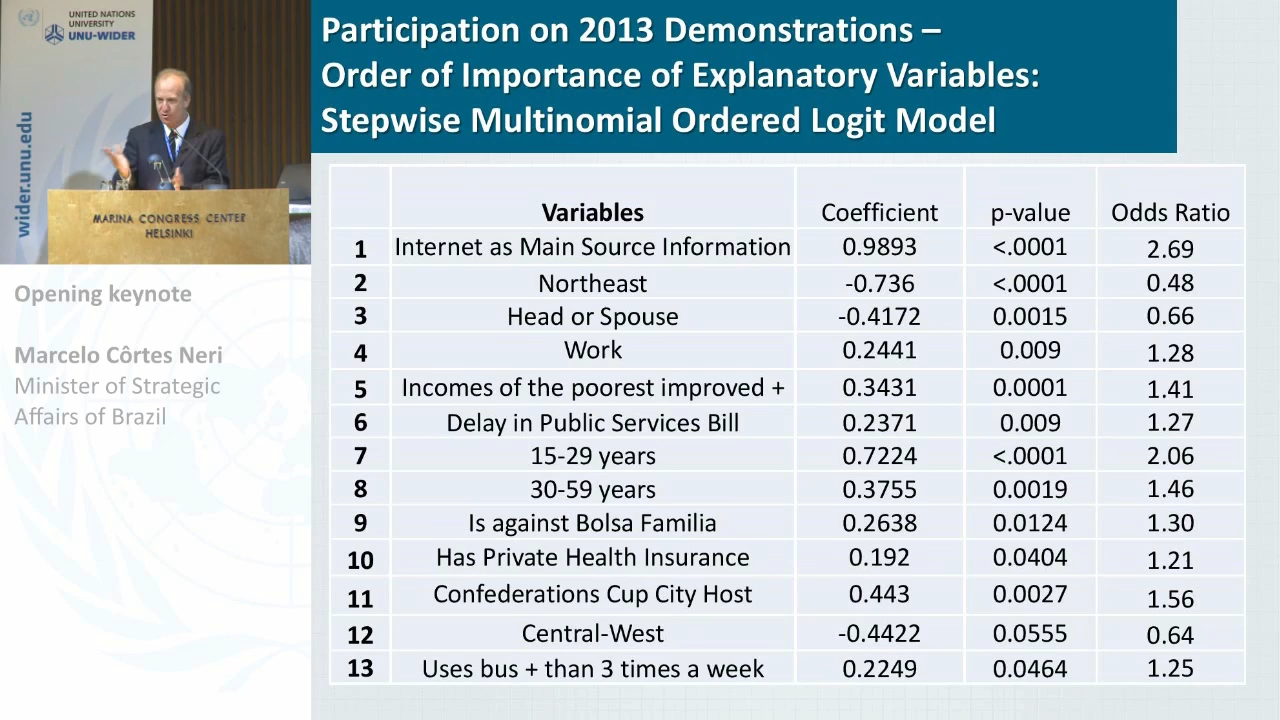 UNITED NATIONS
UNIVERSITY
UNU-WIDER
wider.unu.edu
MARINA CONGRESS CENTER
HELSINKI
Opening keynote
Marcelo Côrtes Neri
Minister of Strategic
Affairs of Brazil
Participation on 2013 Demonstrations –
Order of Importance of Explanatory Variables:
Stepwise Multinomial Ordered Logit Model
Variables Coefficient p-value Odds Ratio
1 Internet as Main Source Information 0.9893 <.0001 2.69
2 Northeast -0.736 <.0001 0.48
3 Head or Spouse -0.4172 0.0015 0.66
4 Work 0.2441 0.009 1.28
5 Incomes of the poorest improved + 0.3431 0.0001 1.41
6 Delay in Public Services Bill 0.2371 0.009 1.27
7 15-29 years 0.7224 <.0001 2.06
8 30-59 years 0.3755 0.0019 1.46
9 Is against Bolsa Familia 0.2638 0.0124 1.30
10 Has Private Health Insurance 0.192 0.0404 1.21
11 Confederations Cup City Host 0.443 0.0027 1.56
12 Central-West -0.4422 0.0555 0.64
13 Uses bus + than 3 times a week 0.2249 0.0464 1.25